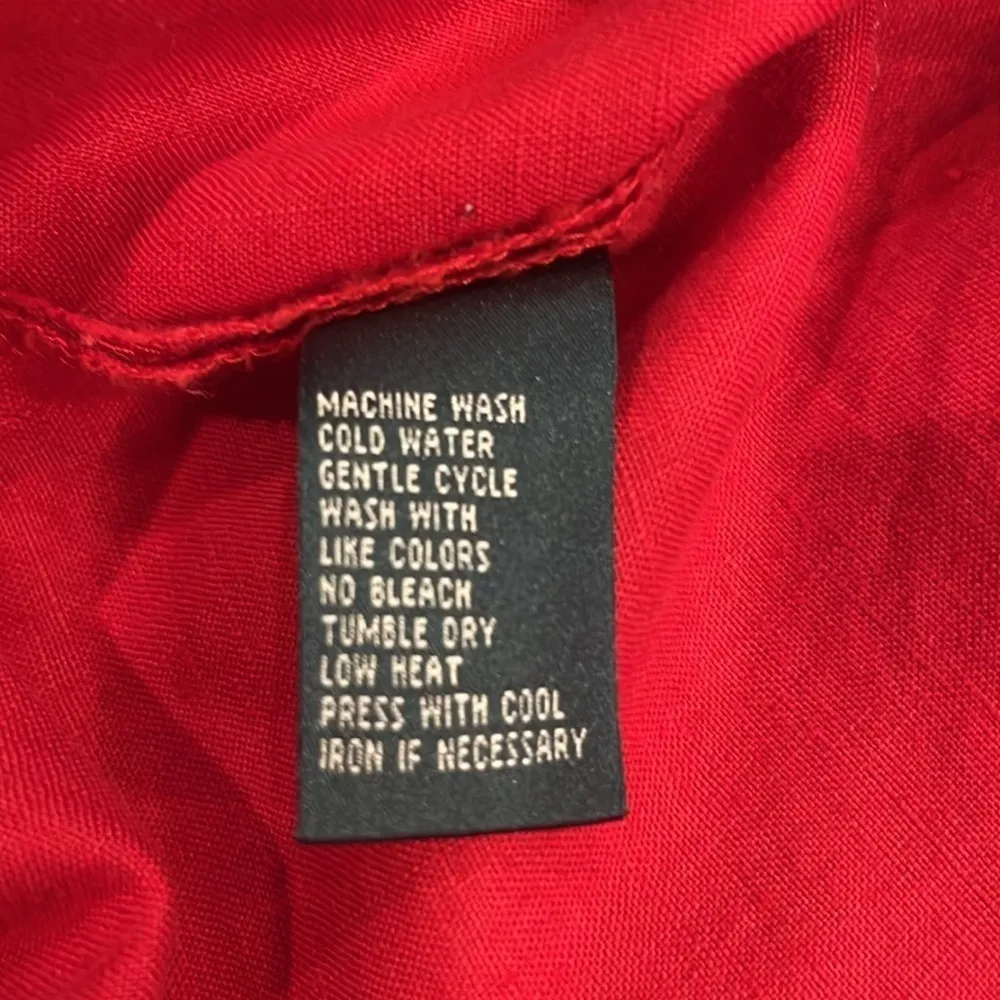 MACHINE WASH
COLD WATER
GENTLE CYCLE
WASH WITH
LIKE COLORS
NO BLEACH
TUMBLE DRY
LOW HEAT
PRESS WITH COOL
IRON IF NECESSARY